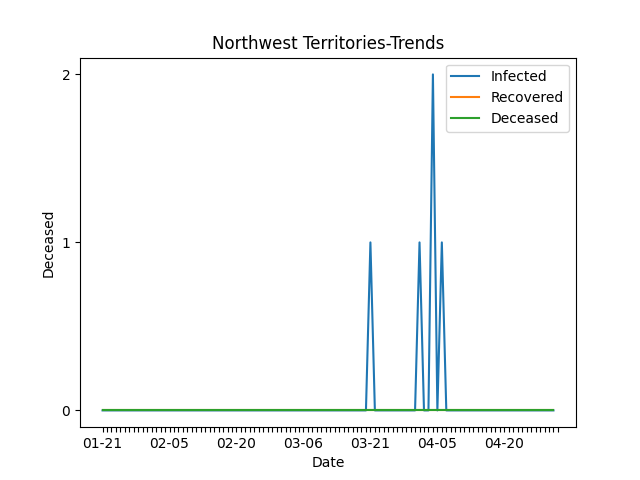 Northwest Territories-Trends
Infected
Recovered
Deceased
2
1
0
Deceased
01-21 02-05 02-20 03-06 03-21 04-05 04-20
Date